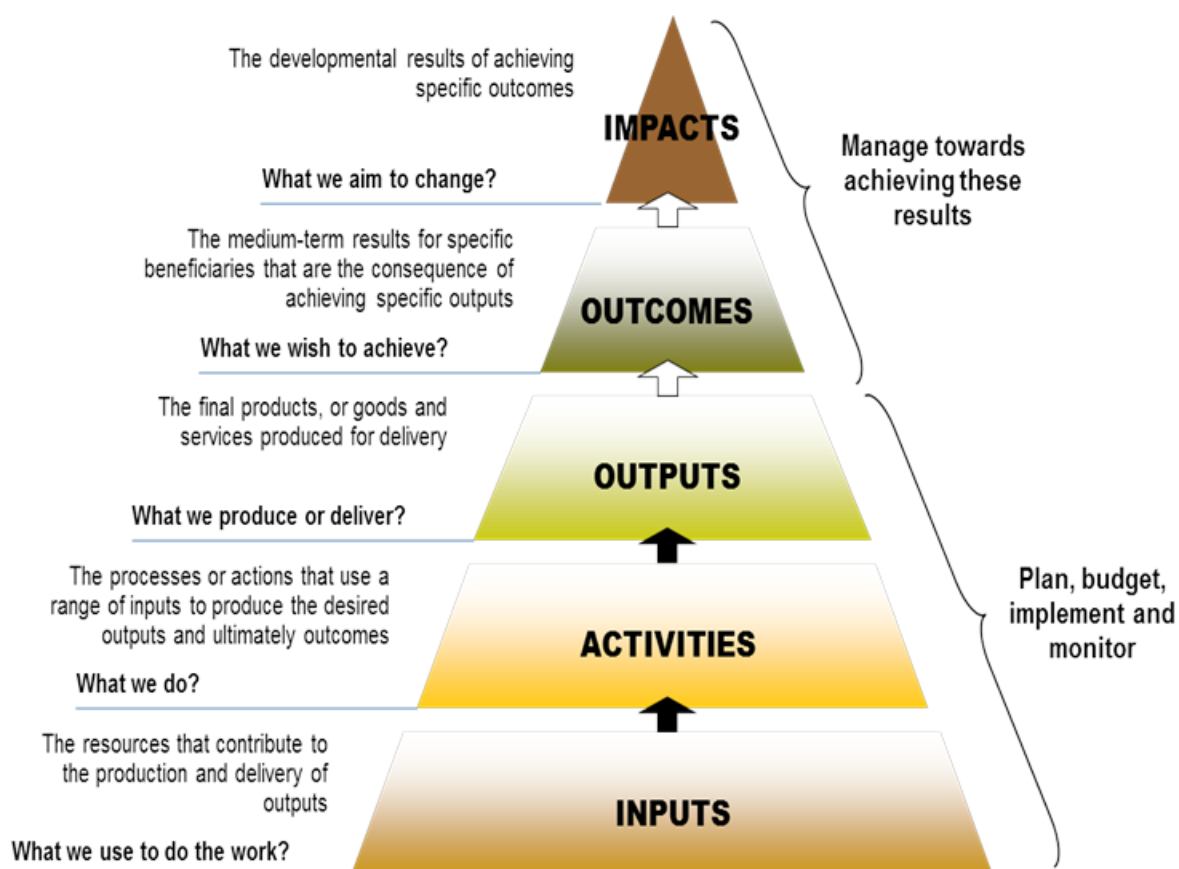 The developmental results of achieving
specific outcomes
IMPACTS
What we aim to change?
Manage towards
achieving these
results
The medium-term results for specific
beneficiaries that are the consequence of
achieving specific outputs
OUTCOMES
What we wish to achieve?
The final products, or goods and
services produced for delivery
OUTPUTS
What we produce or deliver?
The processes or actions that use a
range of inputs to produce the desired
outputs and ultimately outcomes
ACTIVITIES
What we do?
Plan, budget,
implement and
monitor
The resources that contribute to
the production and delivery of
outputs
INPUTS
What we use to do the work?